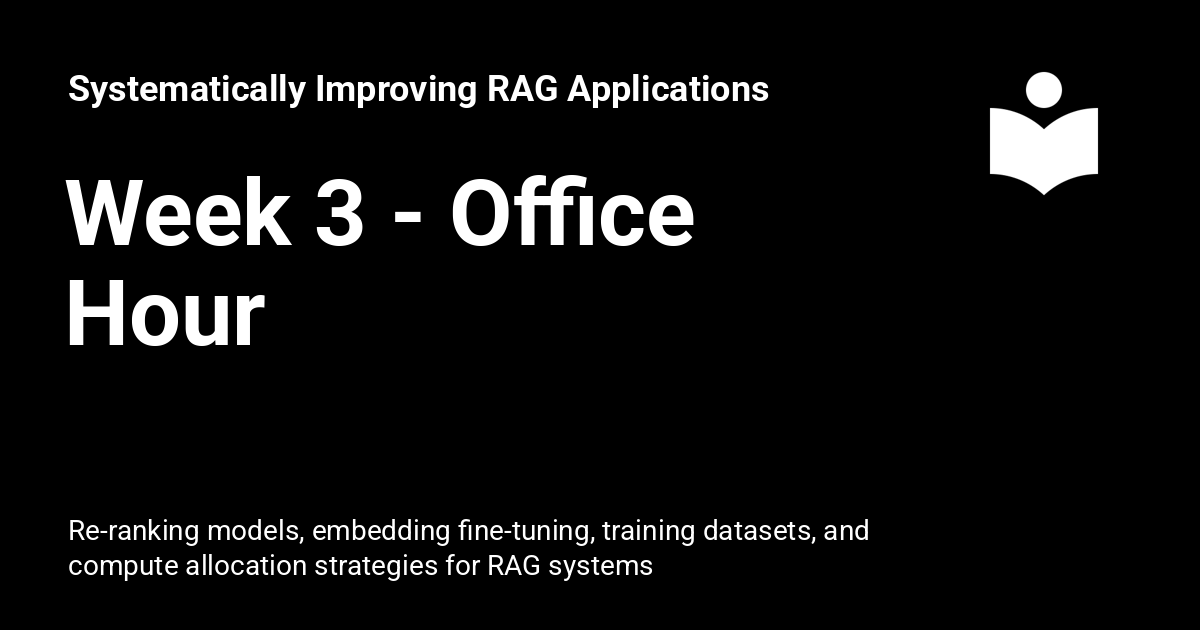 Systematically Improving RAG Applications
Week 3 - Office
Hour
Re-ranking models, embedding fine-tuning, training datasets, and
compute allocation strategies for RAG systems